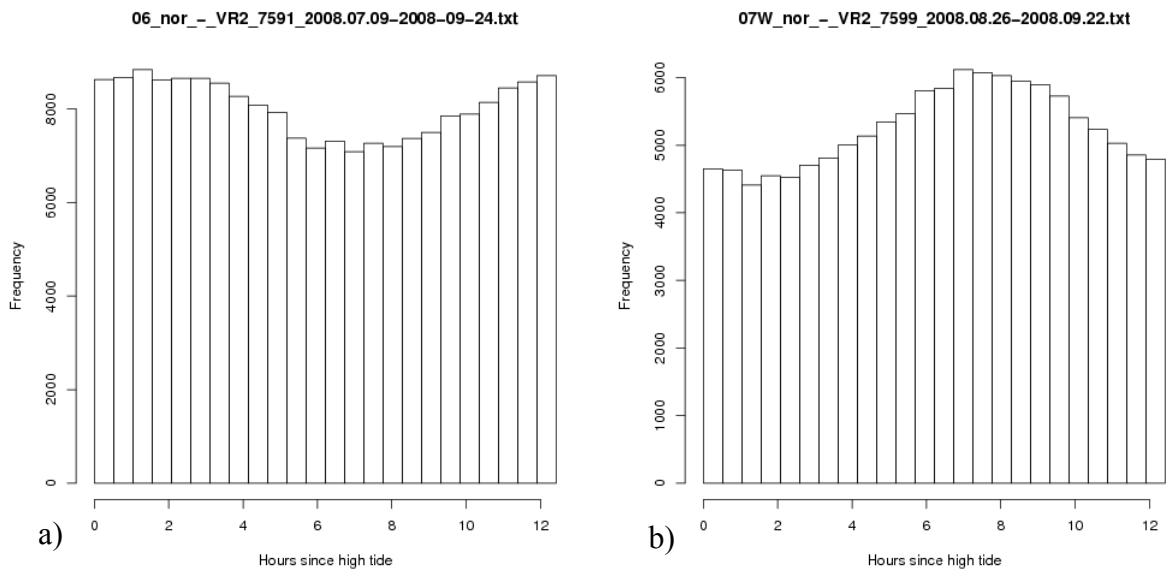 06_nor_-_VR2_7591_2008.07.09-2008-09-24.txt
Frequency
8000
6000
4000
2000
0
0 2 4 6 8 10 12
Hours since high tide
a)
07W_nor_-_VR2_7599_2008.08.26-2008.09.22.txt
Frequency
6000
5000
4000
3000
2000
1000
0
0 2 4 6 8 10 12
Hours since high tide
b)